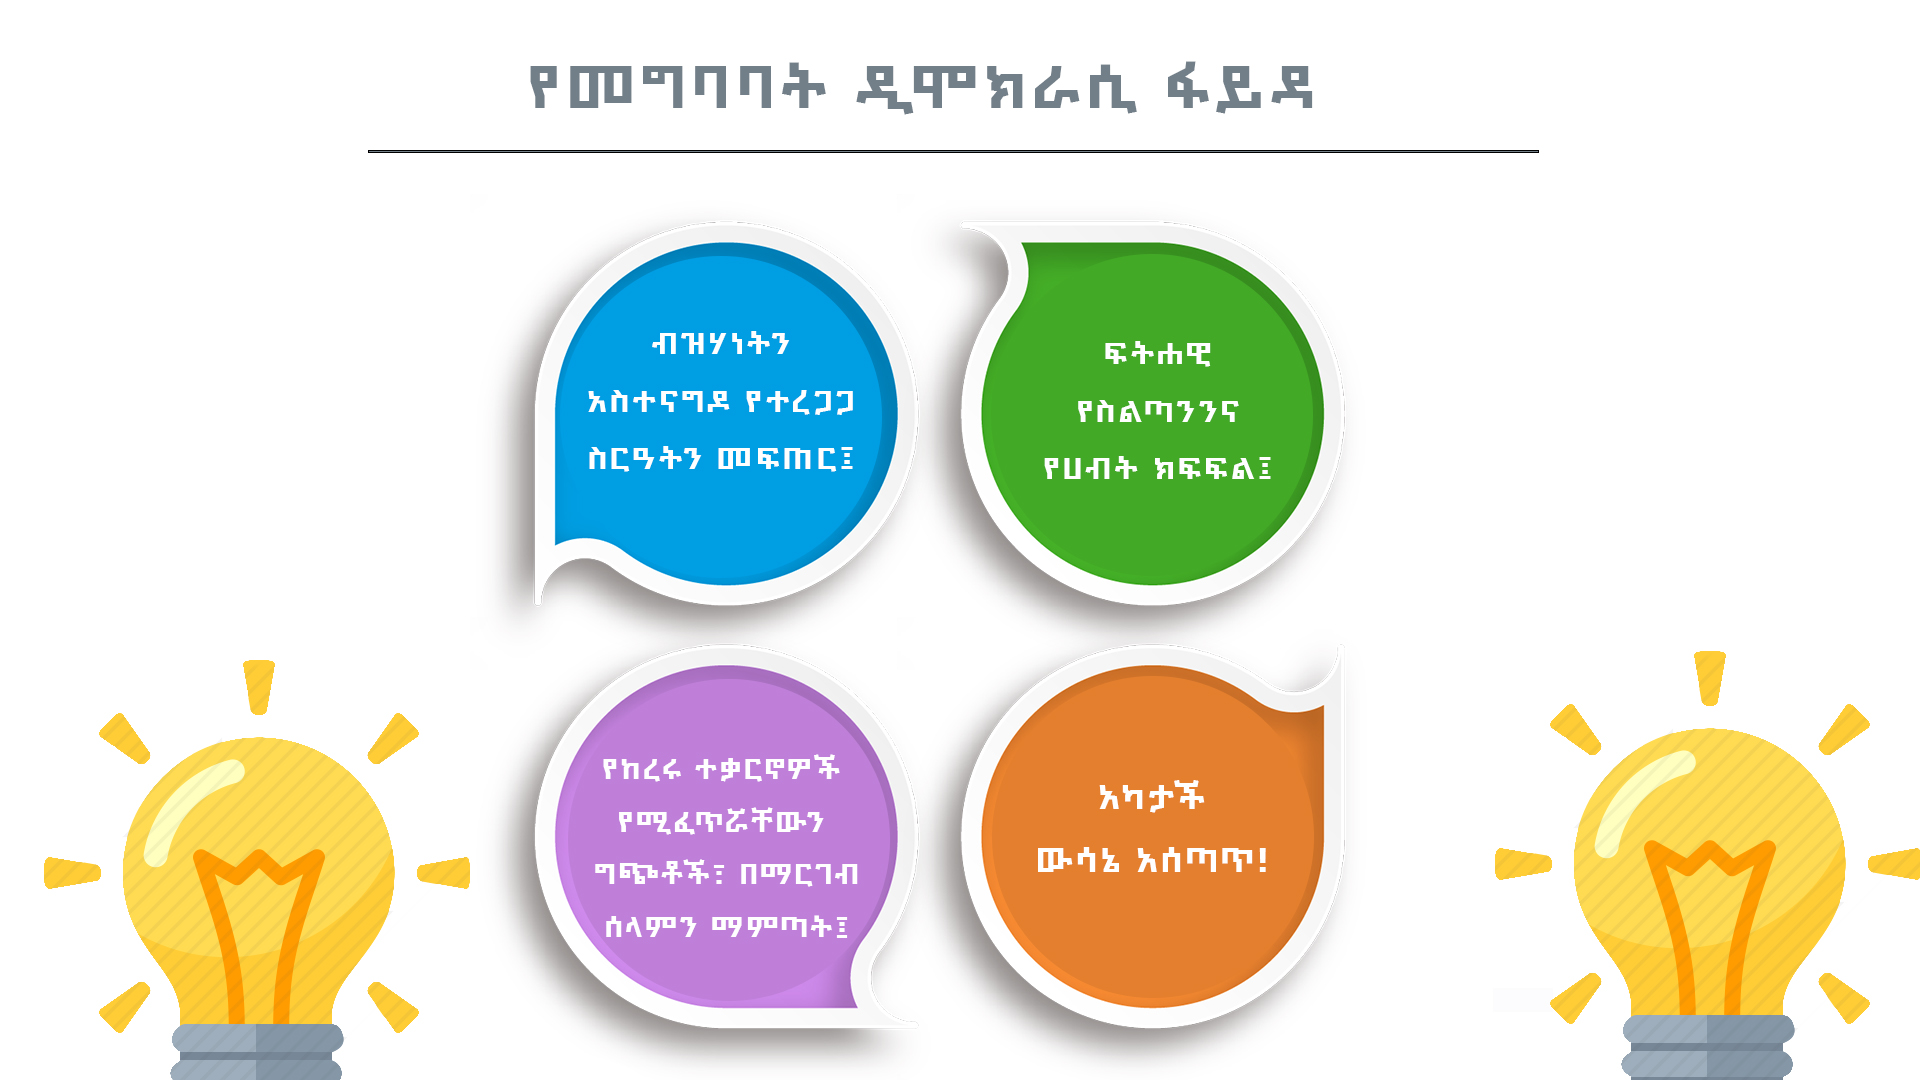 የመግባባት ዲሞክራሲ ፋይዳ
ብዝሃነትን
አስተናግዶ የተረጋጋ
ስርዓትን መፍጠር፤
ፍትሐዊ
የስልጣንንና
የሀብት ክፍፍል፤
የከረሩ ተቃርኖዎች
የሚፈጥሯቸውን
ግጭቶች፣ በማርገብ
ሰላምን ማምጣት፤
አካታች
ውሳኔ አሰጣጥ!